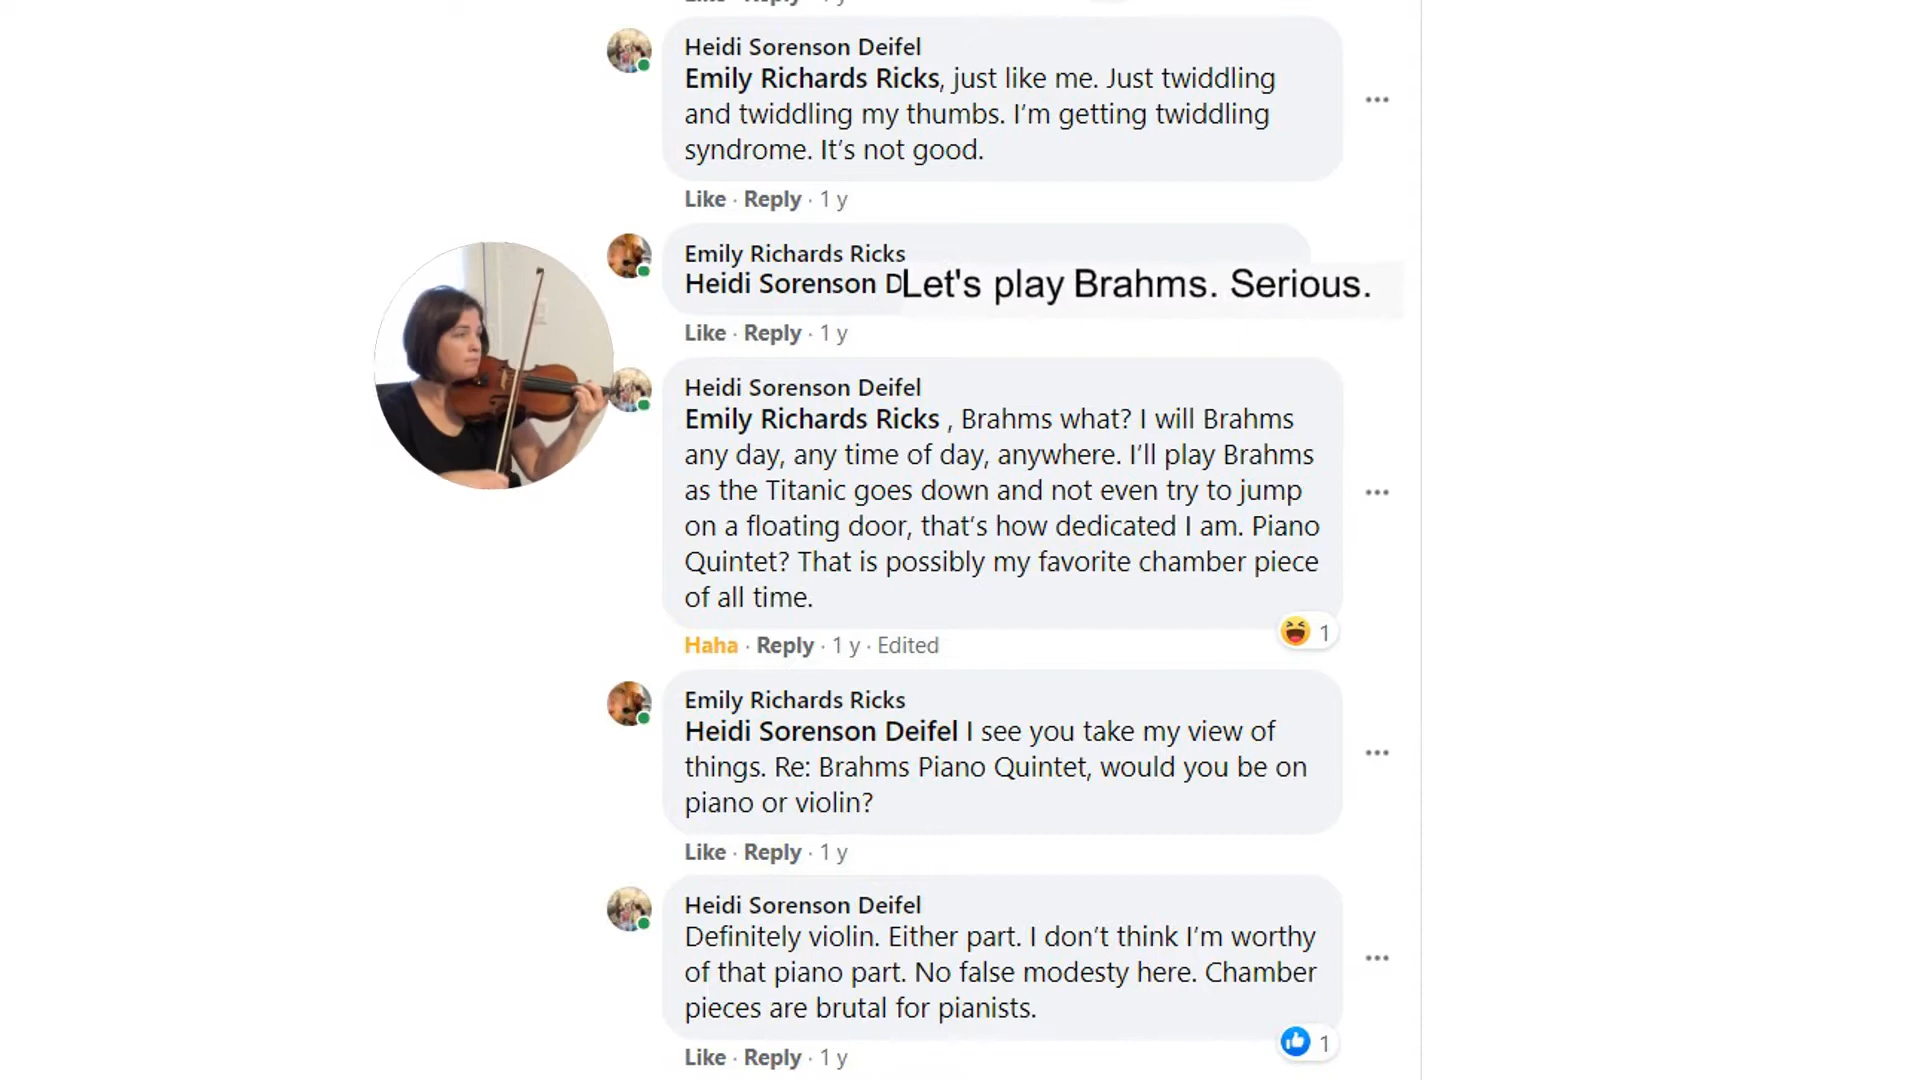 Heidi Sorenson Deifel
Emily Richards Ricks, just like me. Just twiddling
and twiddling my thumbs. I'm getting twiddling
syndrome. It's not good.
Like · Reply · 1 y
Emily Richards Ricks
Heidi Sorenson D
Let's play Brahms. Serious.
Like · Reply · 1 y
Heidi Sorenson Deifel
Emily Richards Ricks , Brahms what? I will Brahms
any day, any time of day, anywhere. I'll play Brahms
as the Titanic goes down and not even try to jump
on a floating door, that's how dedicated I am. Piano
Quintet? That is possibly my favorite chamber piece
of all time.
1
Haha · Reply · 1 y · Edited
Emily Richards Ricks
Heidi Sorenson Deifel I see you take my view of
things. Re: Brahms Piano Quintet, would you be on
piano or violin?
Like · Reply · 1 y
Heidi Sorenson Deifel
Definitely violin. Either part. I don't think I'm worthy
of that piano part. No false modesty here. Chamber
pieces are brutal for pianists.
1
Like · Reply · 1 y